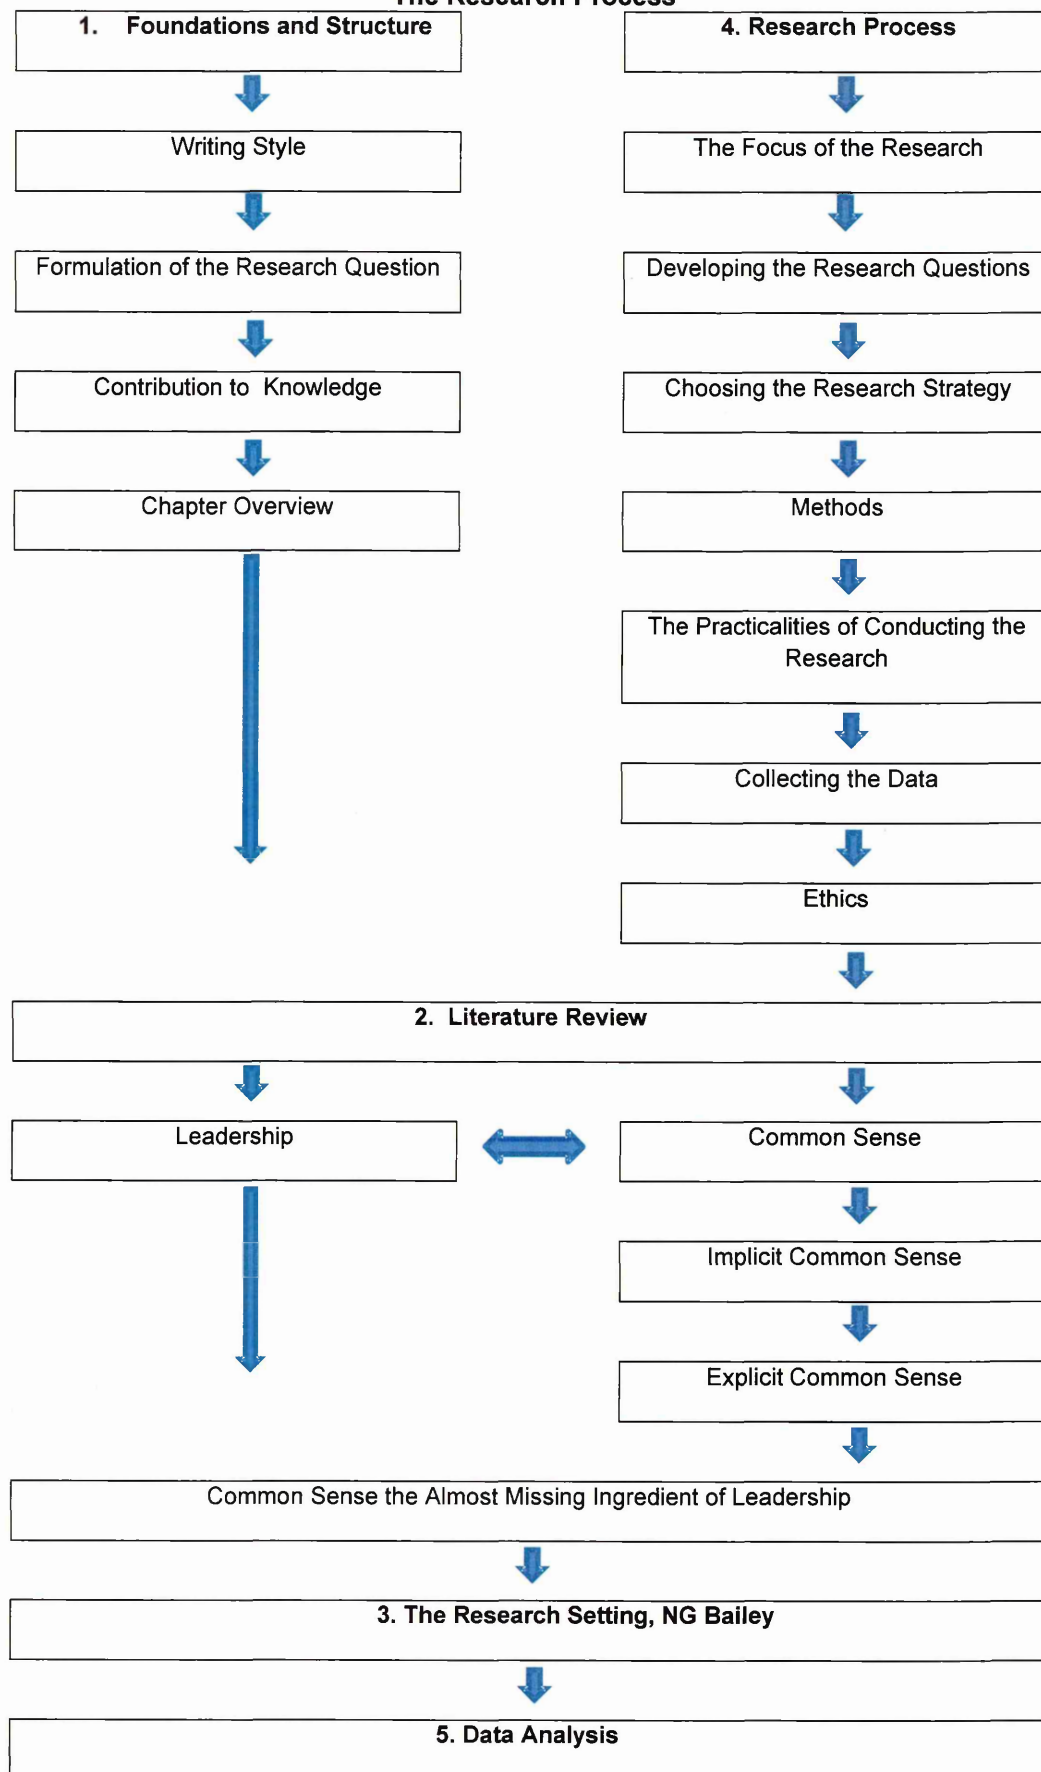 The Research Process
1. Foundations and Structure
Writing Style
Formulation of the Research Question
Contribution to Knowledge
Chapter Overview
4. Research Process
The Focus of the Research
Developing the Research Questions
Choosing the Research Strategy
Methods
The Practicalities of Conducting the
Research
Collecting the Data
Ethics
2. Literature Review
Leadership
Common Sense
Implicit Common Sense
Explicit Common Sense
Common Sense the Almost Missing Ingredient of Leadership
3. The Research Setting, NG Bailey
5. Data Analysis